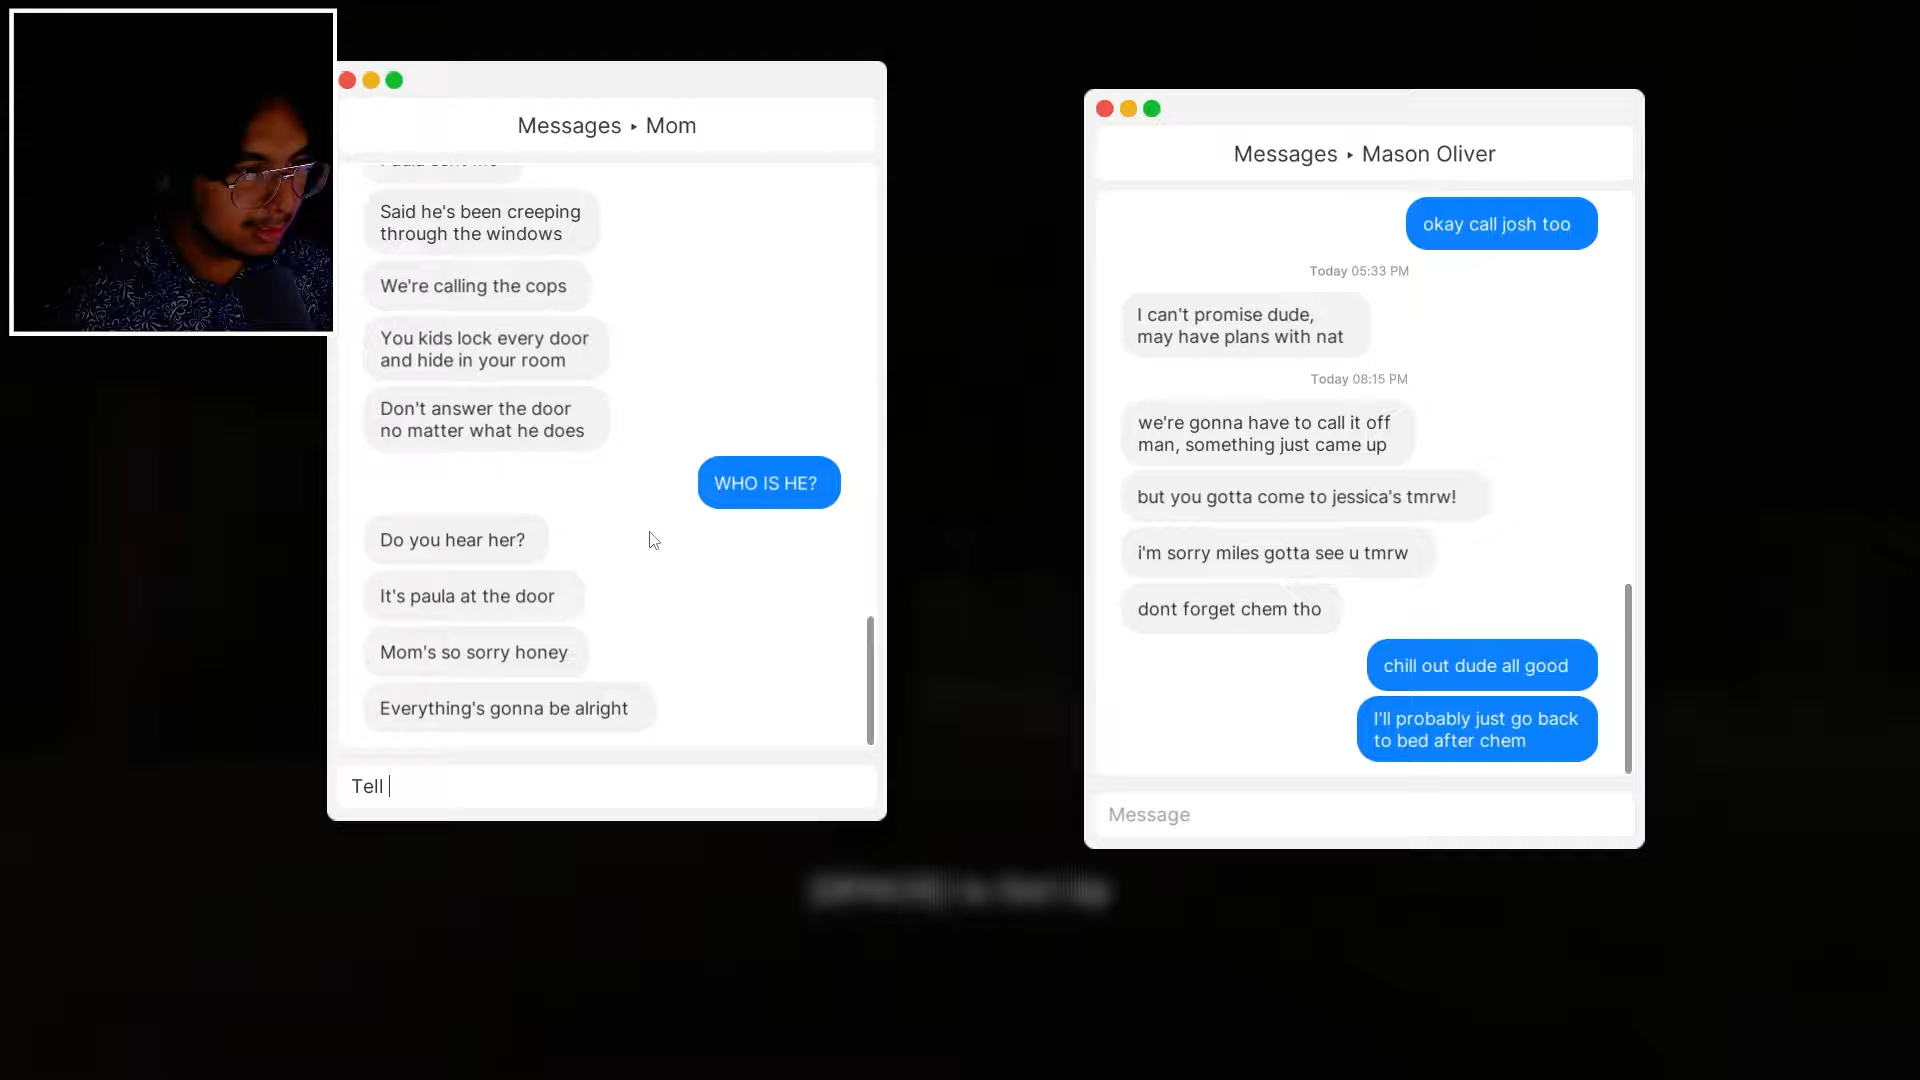 Messages ▸ Mom
Said he's been creeping
through the windows
We're calling the cops
You kids lock every door
and hide in your room
Don't answer the door
no matter what he does
WHO IS HE?
Do you hear her?
It's paula at the door
Mom's so sorry honey
Everything's gonna be alright
Tell
Messages ▸ Mason Oliver
okay call josh too
Today 05:33 PM
I can't promise dude,
may have plans with nat
Today 08:15 PM
we're gonna have to call it off
man, something just came up
but you gotta come to jessica's tmrw!
i'm sorry miles gotta see u tmrw
dont forget chem tho
chill out dude all good
I'll probably just go back
to bed after chem
Message